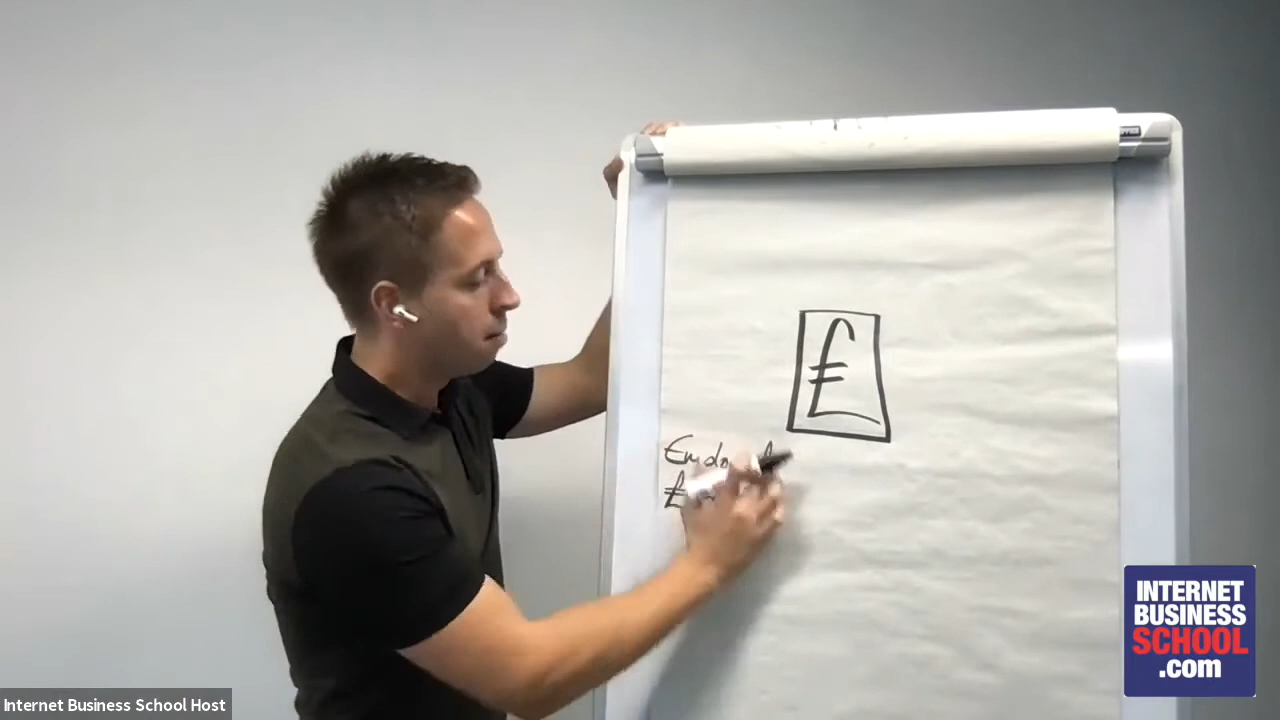 £
INTERNET
BUSINESS
SCHOOL
.com
Internet Business School Host